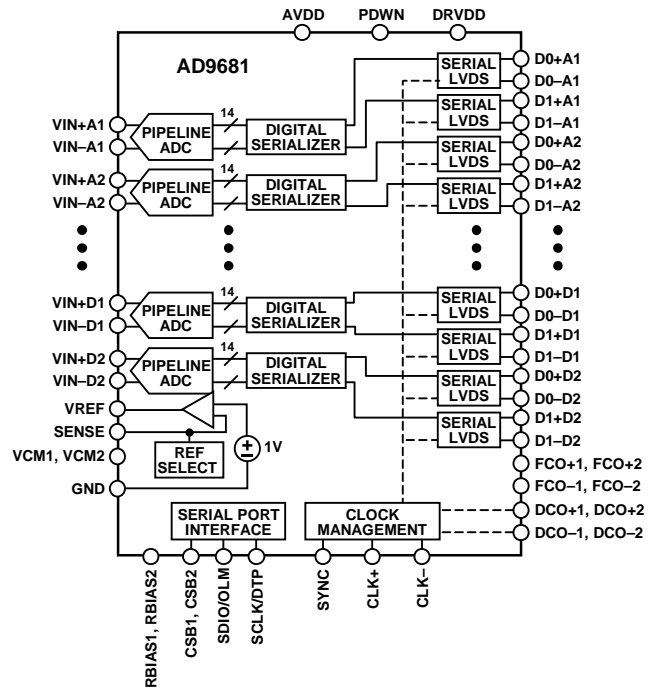 AVDD
PDWN
DRVDD
AD9681
VIN+A1
VIN–A1
VIN+A2
VIN–A2
PIPELINE
ADC
14
DIGITAL
SERIALIZER
PIPELINE
ADC
14
DIGITAL
SERIALIZER
SERIAL
LVDS
SERIAL
LVDS
SERIAL
LVDS
SERIAL
LVDS
D0+A1
D0–A1
D1+A1
D1–A1
D0+A2
D0–A2
D1+A2
D1–A2
VIN+D1
VIN–D1
VIN+D2
VIN–D2
PIPELINE
ADC
14
DIGITAL
SERIALIZER
PIPELINE
ADC
14
DIGITAL
SERIALIZER
SERIAL
LVDS
SERIAL
LVDS
SERIAL
LVDS
SERIAL
LVDS
D0+D1
D0–D1
D1+D1
D1–D1
D0+D2
D0–D2
D1+D2
D1–D2
VREF
SENSE
VCM1, VCM2
GND
REF
SELECT
1V
FCO+1, FCO+2
FCO–1, FCO–2
DCO+1, DCO+2
DCO–1, DCO–2
SERIAL PORT
INTERFACE
CLOCK
MANAGEMENT
RBIAS1, RBIAS2
CSB1, CSB2
SDIO/OLM
SCLK/DTP
SYNC
CLK+
CLK–